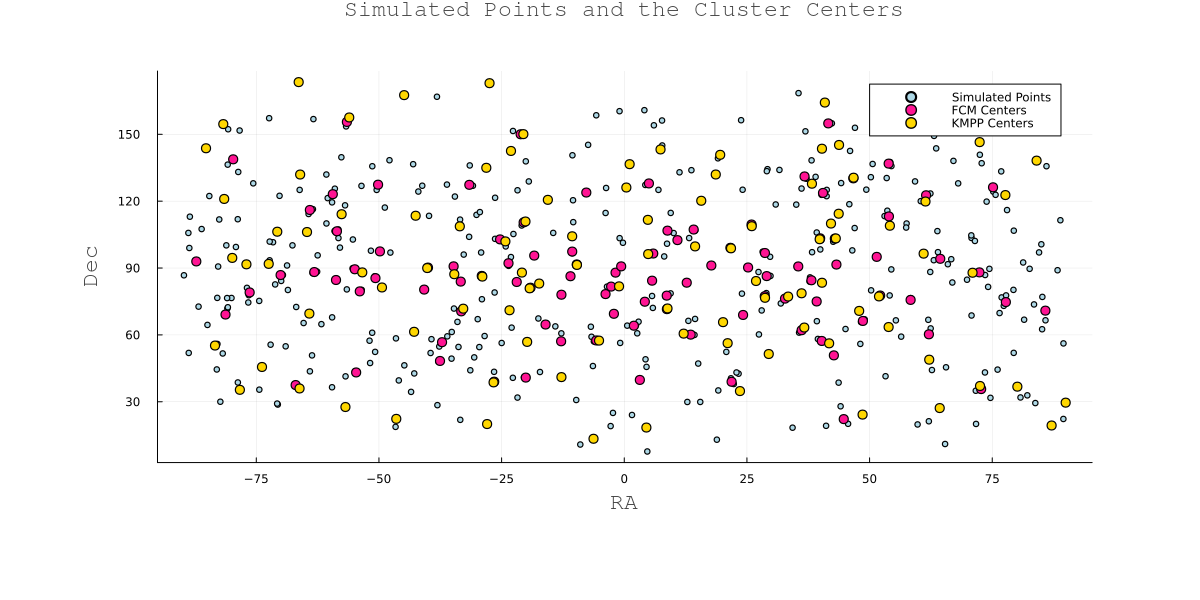 Simulated Points and the Cluster Centers
Simulated Points
FCM Centers
KMPP Centers
150
120
90
60
30
Dec
−75 −50 −25 0 25 50 75
RA